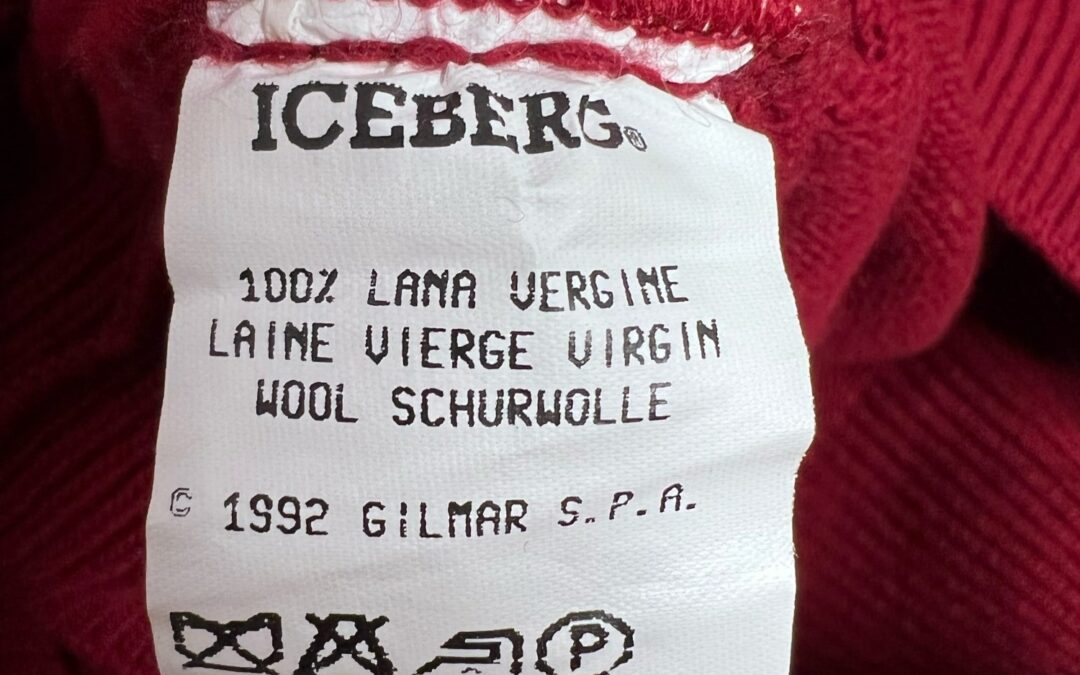 ICEBERG®
100% LANA VERGINE
LAINE VIERGE VIRGIN
WOOL SCHURWOLLE
© 1992 GILMAR S.P.A.
P